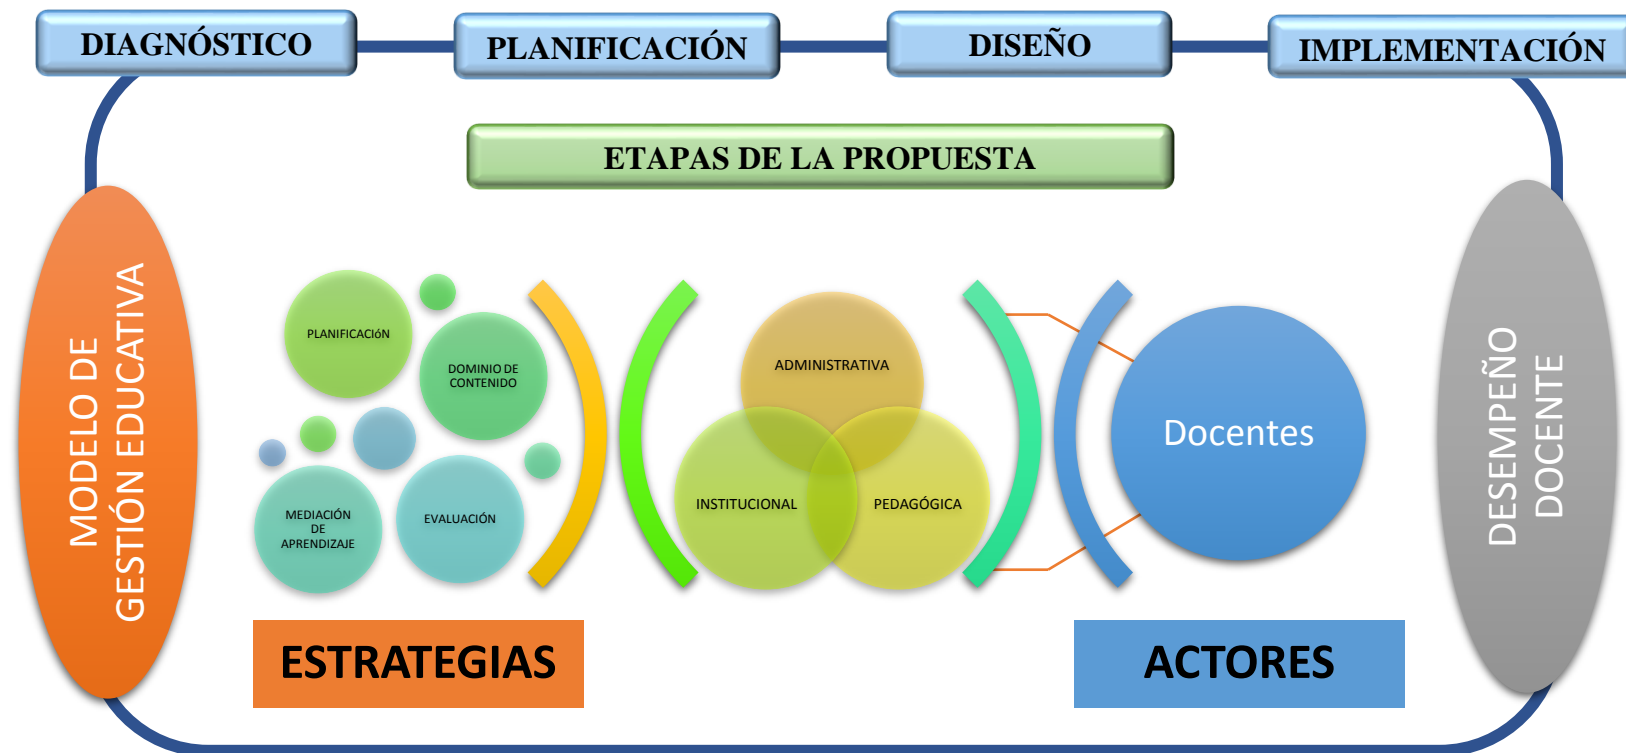 DIAGNÓSTICO
PLANIFICACIÓN
DISEÑO
IMPLEMENTACIÓN
ETAPAS DE LA PROPUESTA
MODELO DE
GESTIÓN EDUCATIVA
PLANIFICACIóN
DOMINIO DE
CONTENIDO
MEDIACIÓN
DE
APRENDIZAJE
EVALUACIÓN
ADMINISTRATIVA
INSTITUCIONAL
PEDAGÓGICA
Docentes
DESEMPEÑO
DOCENTE
ESTRATEGIAS
ACTORES